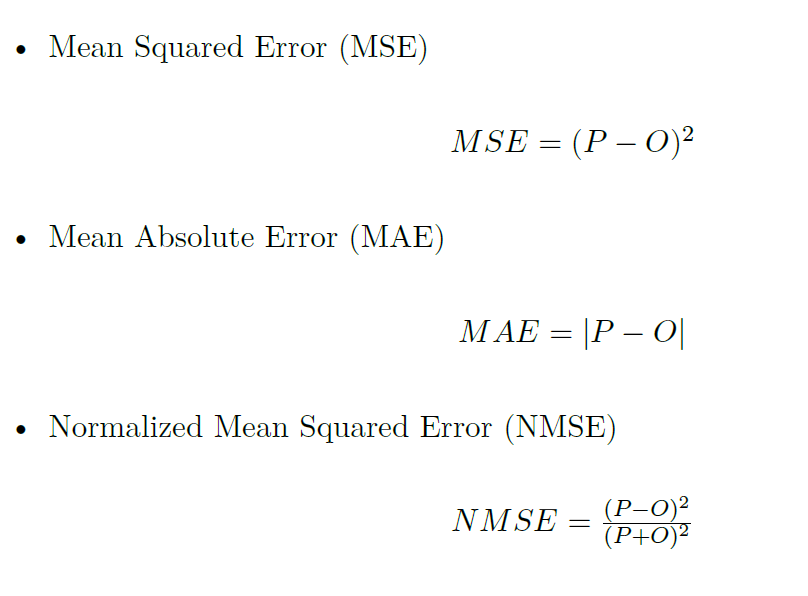 • Mean Squared Error (MSE)
MSE = (P − O)²
• Mean Absolute Error (MAE)
MAE = |P − O|
• Normalized Mean Squared Error (NMSE)
NMSE = (P−O)²/(P+O)²